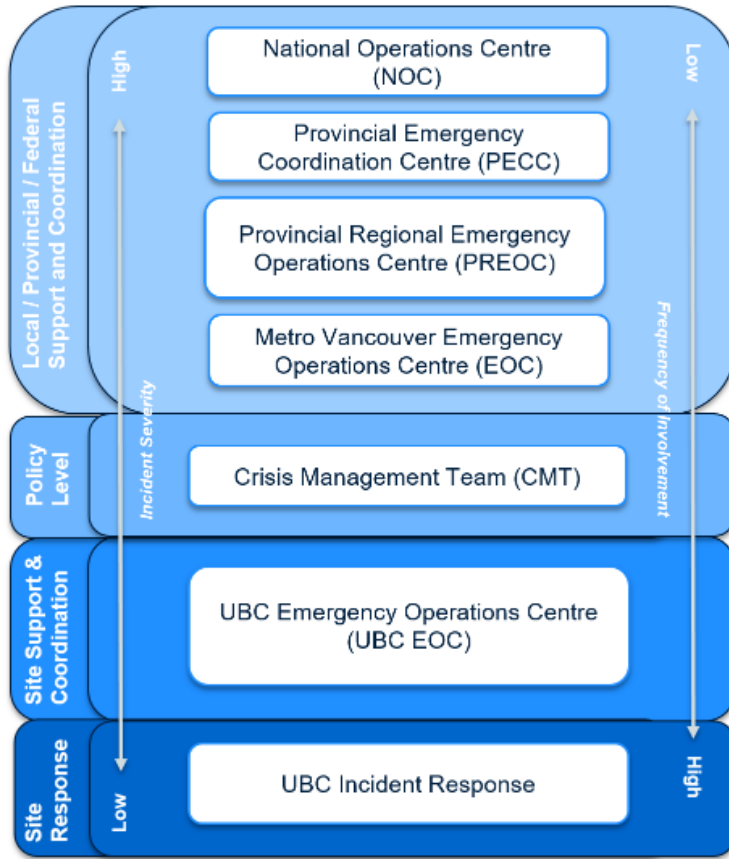 Local / Provincial / Federal
Support and Coordination
High
Low
National Operations Centre
(NOC)
Provincial Emergency
Coordination Centre (PECC)
Provincial Regional Emergency
Operations Centre (PREOC)
Metro Vancouver Emergency
Operations Centre (EOC)
Incident Severity
Frequency of Involvement
Policy
Level
Crisis Management Team (CMT)
Site Support &
Coordination
UBC Emergency Operations Centre
(UBC EOC)
Site
Response
Low
UBC Incident Response
High